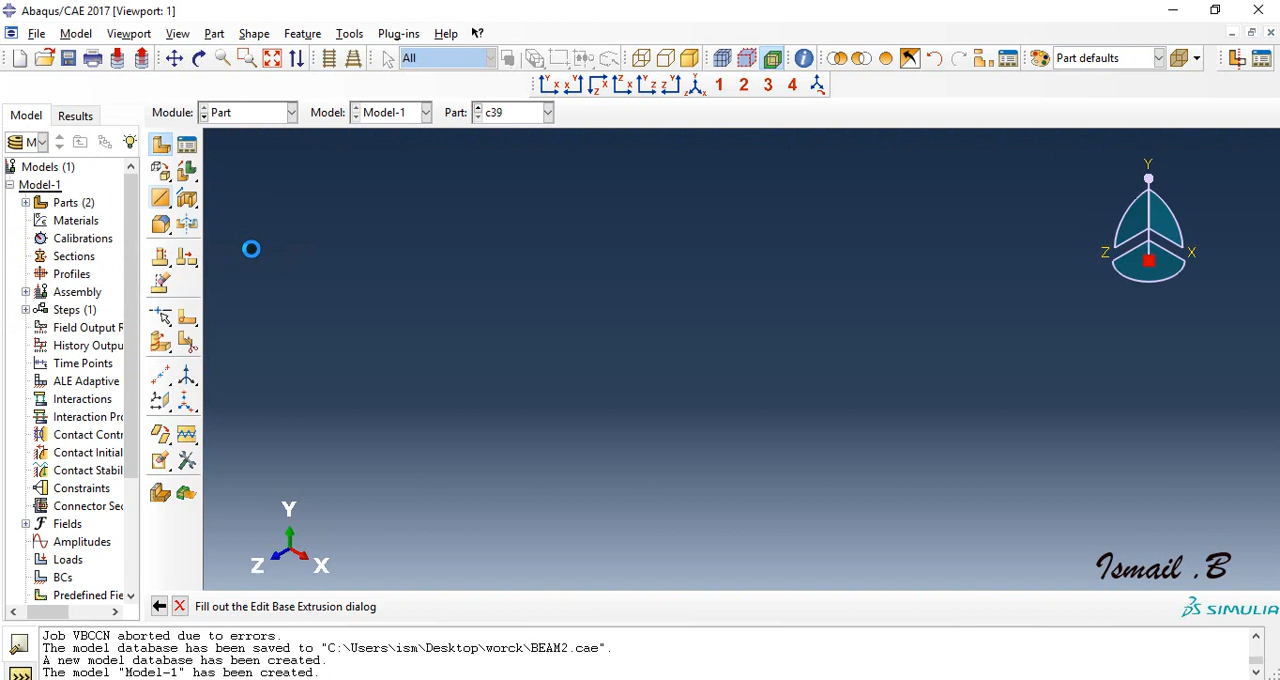 Abaqus/CAE 2017 [Viewport: 1]
File Model Viewport View Part Shape Feature Tools Plug-ins Help
All Part defaults
1 2 3 4
Model Results Module: Part Model: Model-1 Part: c39
M
Models (1)
Model-1
Parts (2)
Materials
Calibrations
Sections
Profiles
Assembly
Steps (1)
Field Output R
History Outpu
Time Points
ALE Adaptive
Interactions
Interaction Pr
Contact Contr
Contact Initial
Contact Stabil
Constraints
Connector Sec
Fields
Amplitudes
Loads
BCs
Predefined Fie
Y
Z X
Y
Z X
Ismail .B
SIMULIA
Fill out the Edit Base Extrusion dialog
Job VBCCN aborted due to errors.
The model database has been saved to "C:\Users\ism\Desktop\worck\BEAM2.cae".
A new model database has been created.
The model "Model-1" has been created.